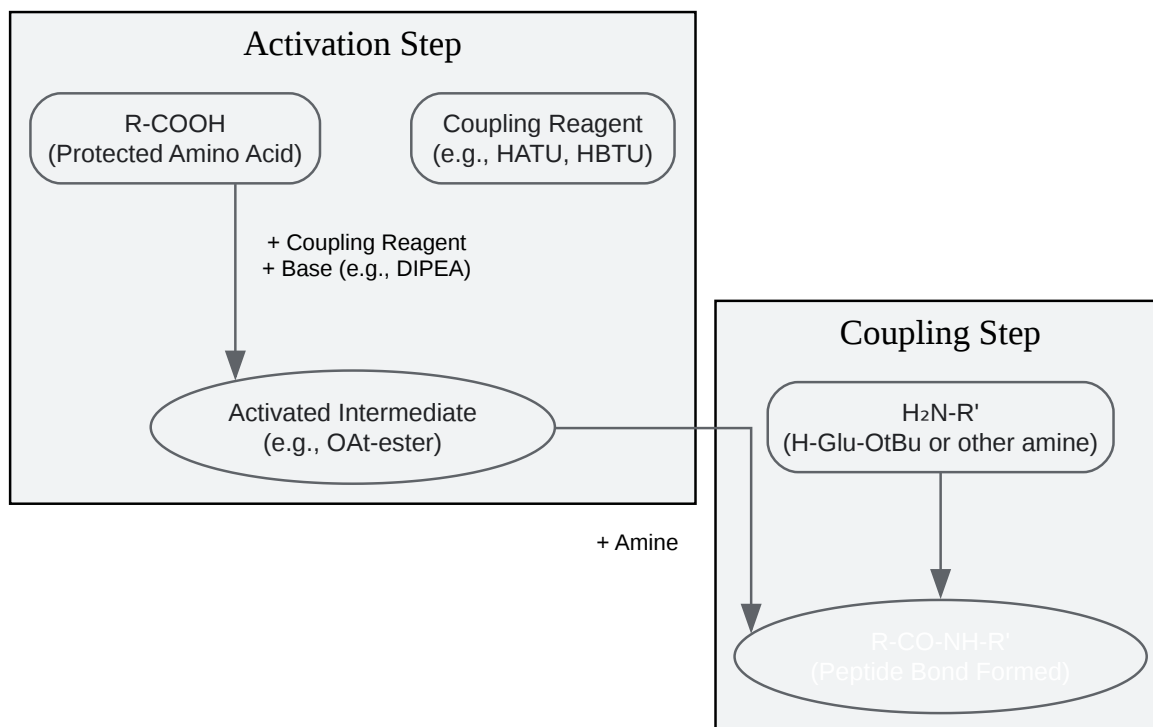 Activation Step
R-COOH
(Protected Amino Acid)
Coupling Reagent
(e.g., HATU, HBTU)
+ Coupling Reagent
+ Base (e.g., DIPEA)
Activated Intermediate
(e.g., OAt-ester)
+ Amine
Coupling Step
H₂N-R'
(H-Glu-OtBu or other amine)
R-CO-NH-R'
(Peptide Bond Formed)